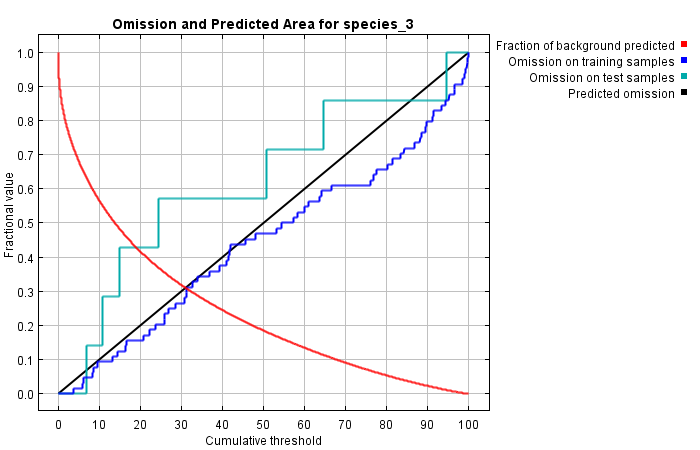 Omission and Predicted Area for species_3
Fraction of background predicted
Omission on training samples
Omission on test samples
Predicted omission
Fractional value
1.0
0.9
0.8
0.7
0.6
0.5
0.4
0.3
0.2
0.1
0.0
0 10 20 30 40 50 60 70 80 90 100
Cumulative threshold